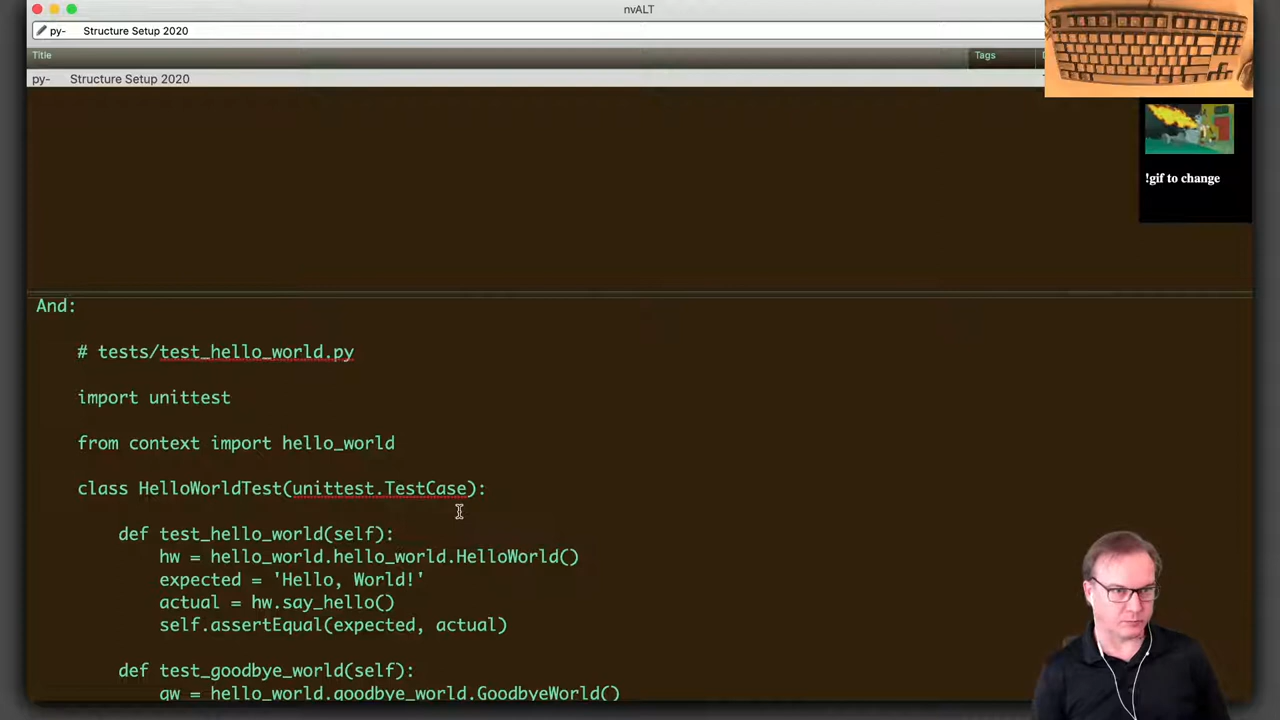 nvALT
py- Structure Setup 2020
Title Tags
py- Structure Setup 2020
!gif to change
And:
# tests/test_hello_world.py
import unittest
from context import hello_world
class HelloWorldTest(unittest.TestCase):
def test_hello_world(self):
hw = hello_world.hello_world.HelloWorld()
expected = 'Hello, World!'
actual = hw.say_hello()
self.assertEqual(expected, actual)
def test_goodbye_world(self):
gw = hello_world.goodbye_world.GoodbyeWorld()